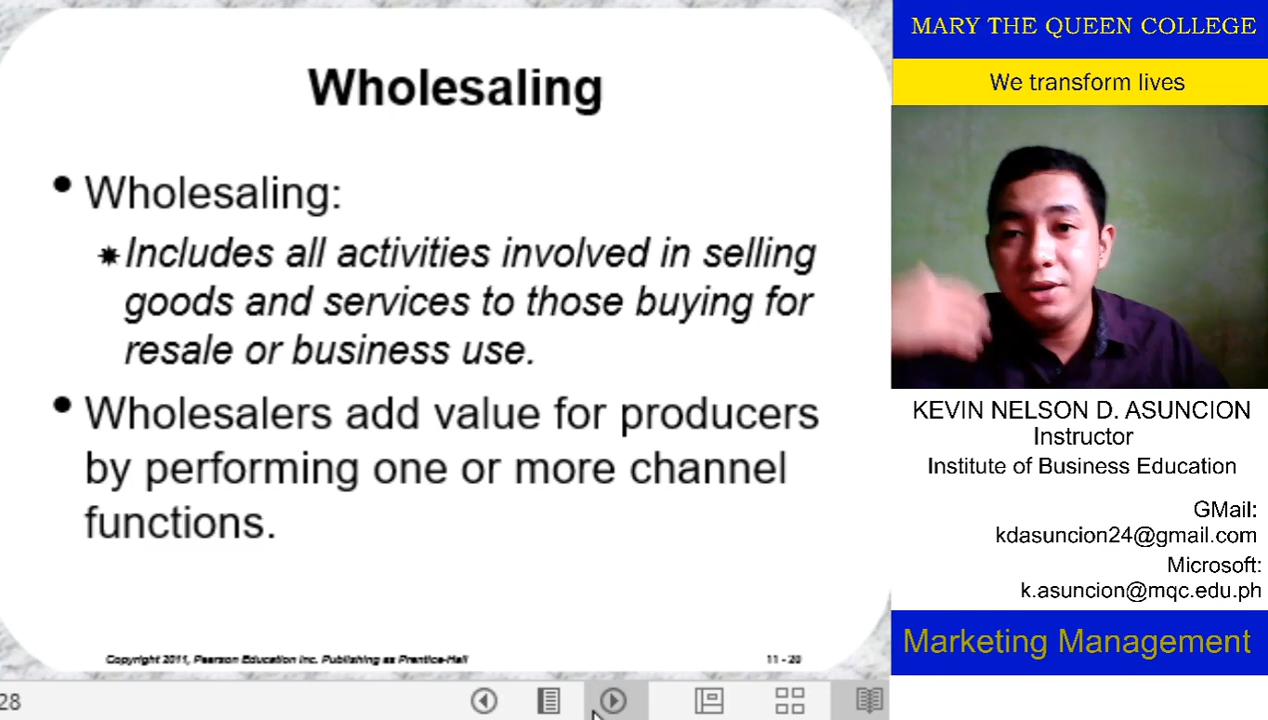 Wholesaling
• Wholesaling:
Includes all activities involved in selling
goods and services to those buying for
resale or business use.
• Wholesalers add value for producers
by performing one or more channel
functions.
Copyright 2011, Pearson Education Inc. Publishing as Prentice-Hall
11 - 20
28
MARY THE QUEEN COLLEGE
We transform lives
KEVIN NELSON D. ASUNCION
Instructor
Institute of Business Education
GMail:
kdasuncion24@gmail.com
Microsoft:
k.asuncion@mqc.edu.ph
Marketing Management